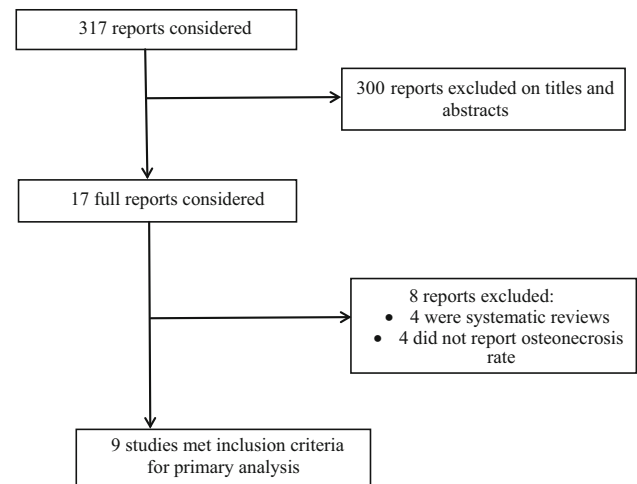 317 reports considered
300 reports excluded on titles and
abstracts
17 full reports considered
8 reports excluded:
• 4 were systematic reviews
• 4 did not report osteonecrosis
rate
9 studies met inclusion criteria
for primary analysis